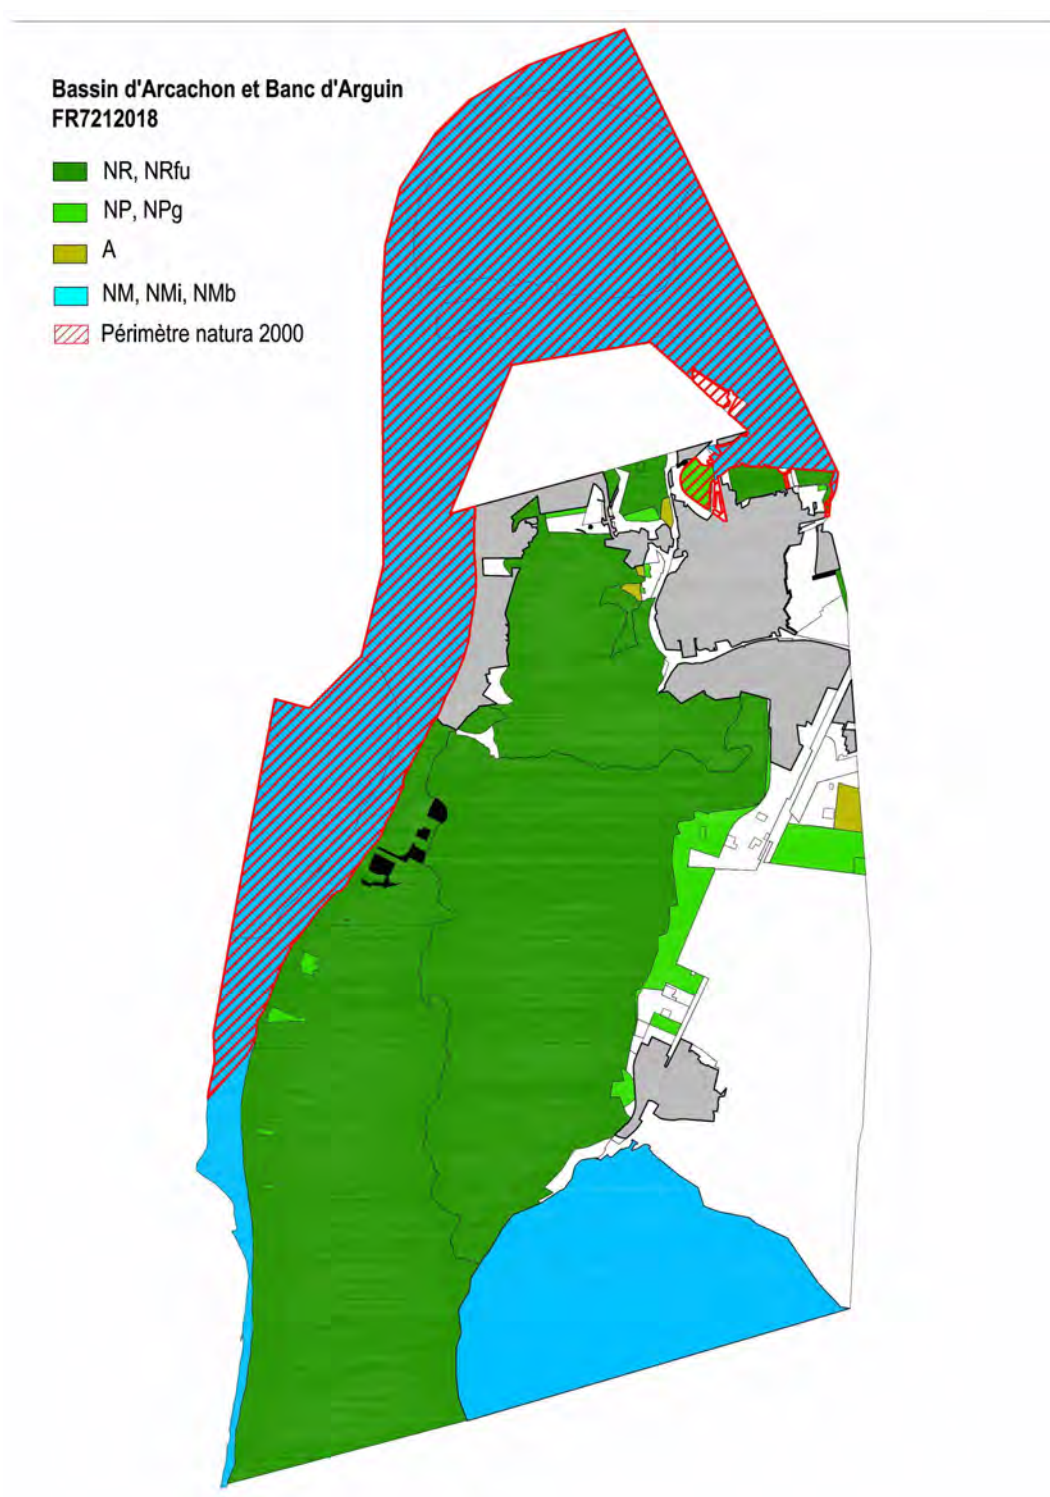 Bassin d'Arcachon et Banc d'Arguin
FR7212018
NR, NRfu
NP, NPg
A
NM, NMi, NMb
Périmètre natura 2000